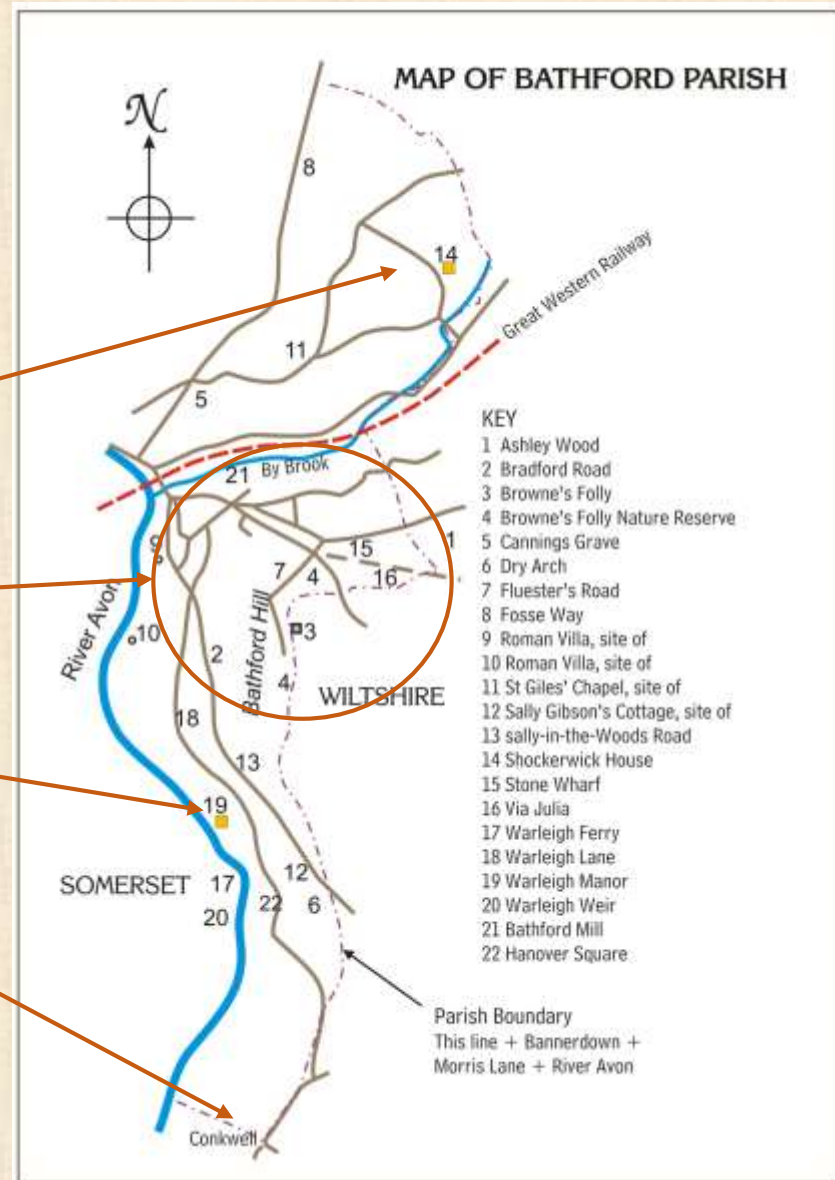 MAP OF BATHFORD PARISH
N
8
14
Great Western Railway
11
5
KEY
1 Ashley Wood
2 Bradford Road
3 Browne's Folly
4 Browne's Folly Nature Reserve
5 Cannings Grave
6 Dry Arch
7 Fluester's Road
8 Fosse Way
9 Roman Villa, site of
10 Roman Villa, site of
11 St Giles' Chapel, site of
12 Sally Gibson's Cottage, site of
13 sally-in-the-Woods Road
14 Shockerwick House
15 Stone Wharf
16 Via Julia
17 Warleigh Ferry
18 Warleigh Lane
19 Warleigh Manor
20 Warleigh Weir
21 Bathford Mill
22 Hanover Square
21 By Brook
9
15
1
7
4
16
River Avon
10
3
2
Bathford Hill
4
WILTSHIRE
18
13
19
SOMERSET
17
12
20
22
6
Parish Boundary
This line + Bannerdown +
Morris Lane + River Avon
Conkwell